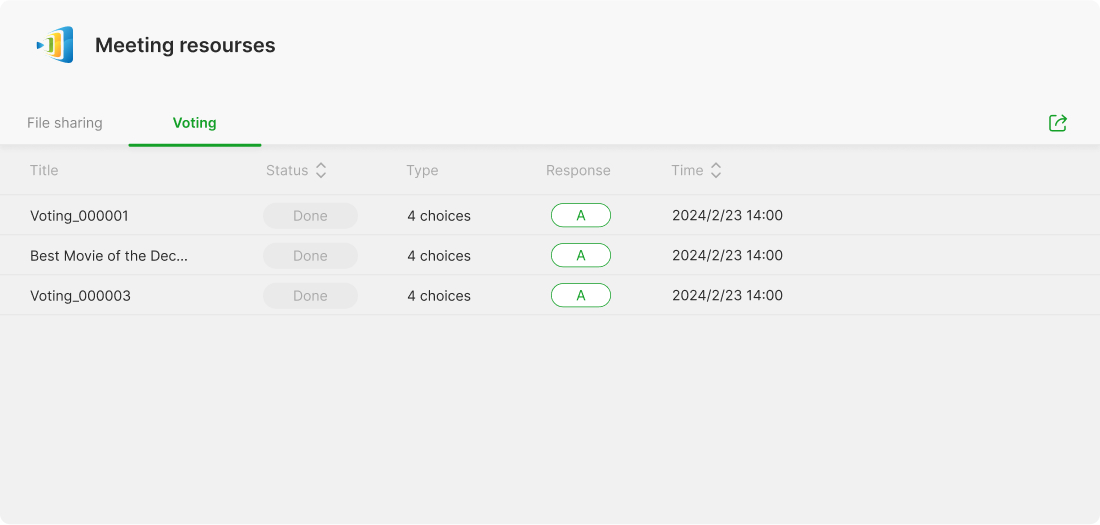 Meeting resourses
File sharing Voting
Title Status Type Response Time
Voting_000001 Done 4 choices A 2024/2/23 14:00
Best Movie of the Dec... Done 4 choices A 2024/2/23 14:00
Voting_000003 Done 4 choices A 2024/2/23 14:00